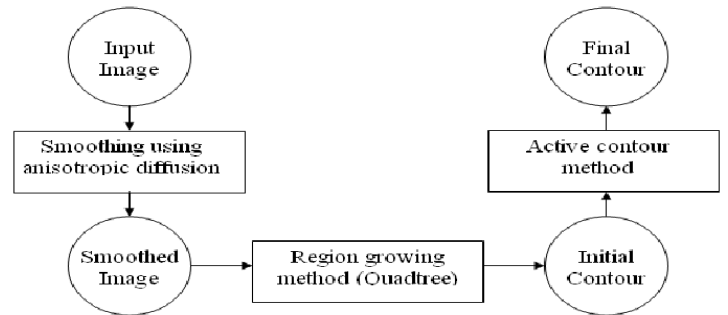 Input
Image
Smoothing using
anisotropic diffusion
Smoothed
Image
Region growing
method (Quadtree)
Initial
Contour
Active contour
method
Final
Contour